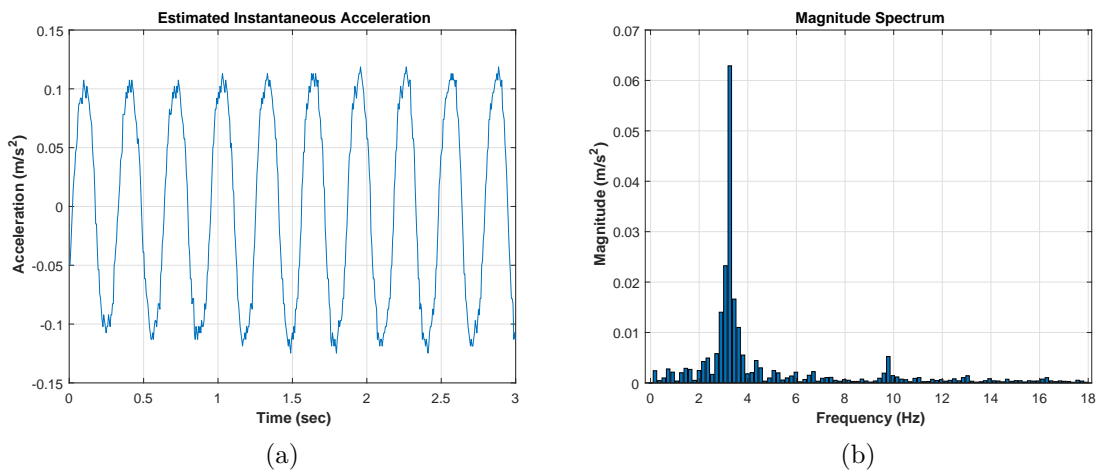 Estimated Instantaneous Acceleration
0.15
0.1
0.05
0
-0.05
-0.1
-0.15
Acceleration (m/s²)
0 0.5 1 1.5 2 2.5 3
Time (sec)
(a)
Magnitude Spectrum
0.07
0.06
0.05
0.04
0.03
0.02
0.01
0
Magnitude (m/s²)
0 2 4 6 8 10 12 14 16 18
Frequency (Hz)
(b)